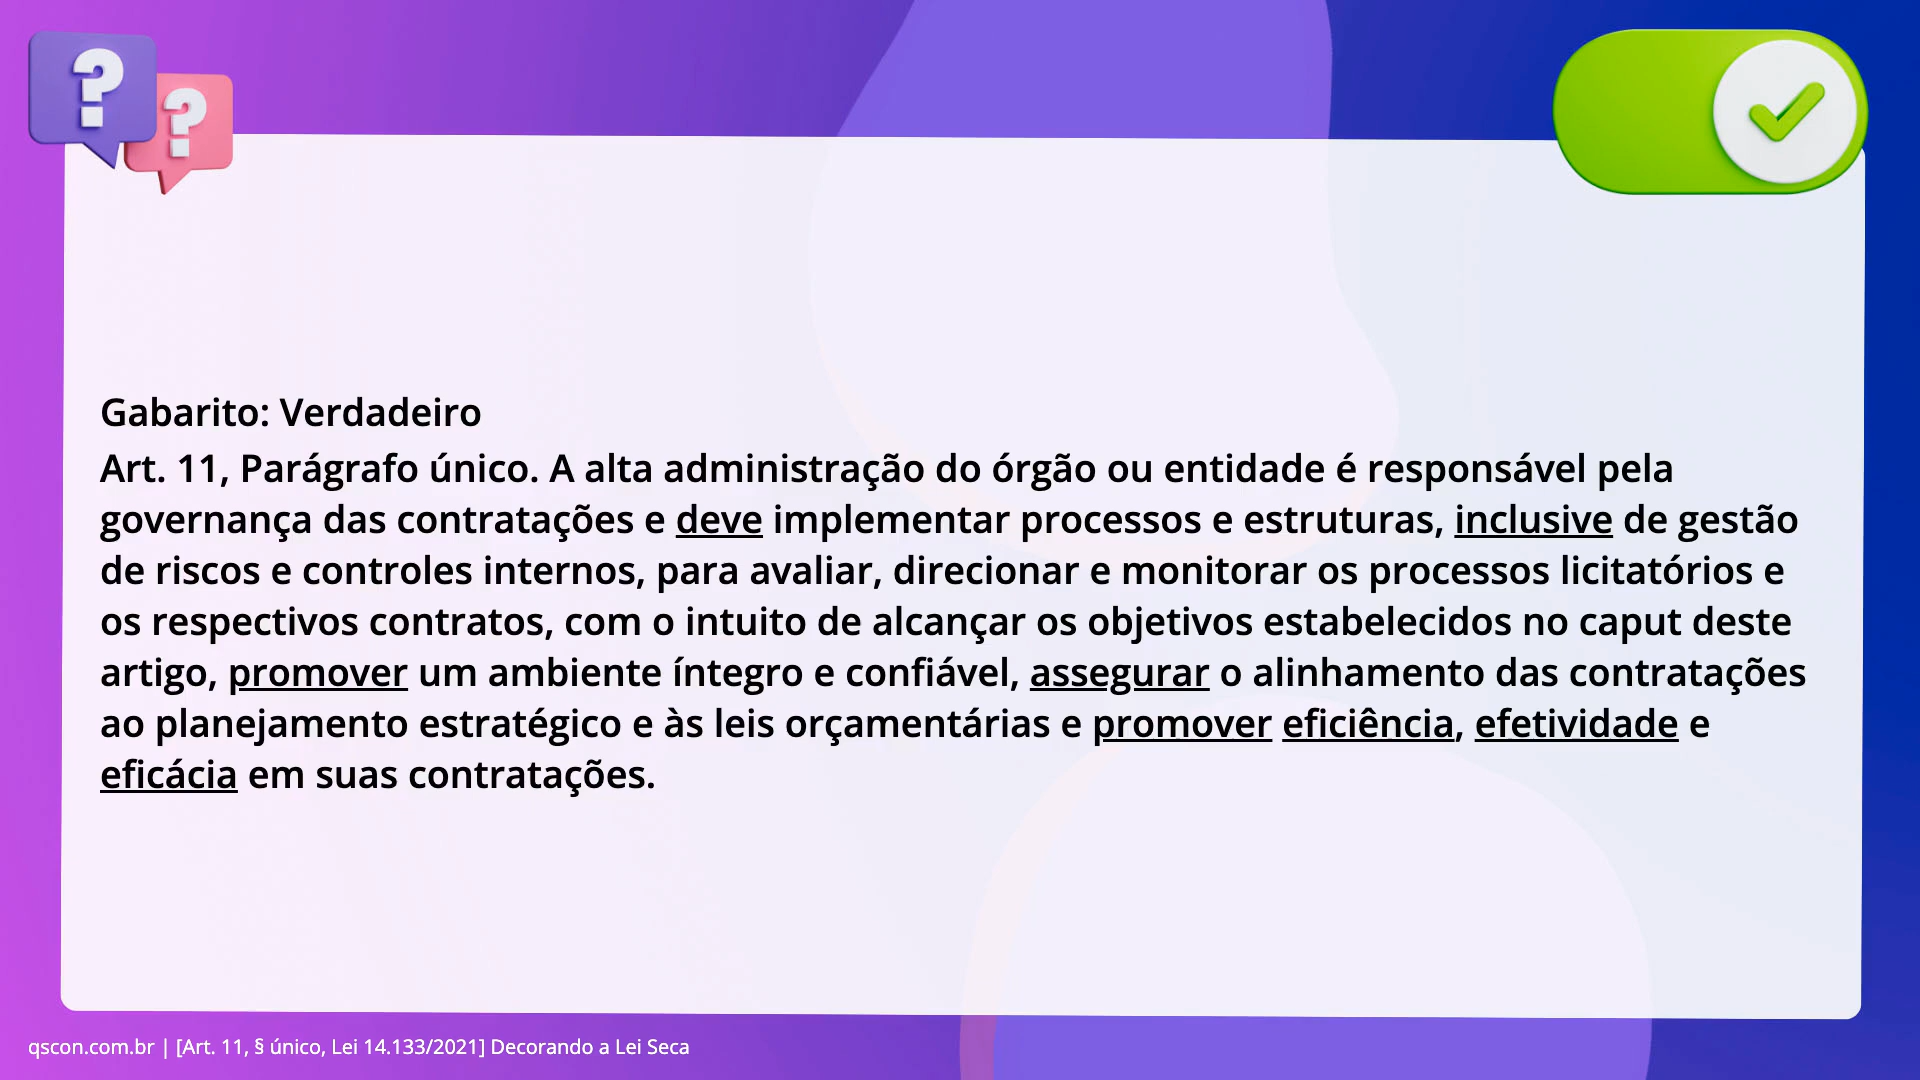 ?
?
Gabarito: Verdadeiro
Art. 11, Parágrafo único. A alta administração do órgão ou entidade é responsável pela
governança das contratações e deve implementar processos e estruturas, inclusive de gestão
de riscos e controles internos, para avaliar, direcionar e monitorar os processos licitatórios e
os respectivos contratos, com o intuito de alcançar os objetivos estabelecidos no caput deste
artigo, promover um ambiente íntegro e confiável, assegurar o alinhamento das contratações
ao planejamento estratégico e às leis orçamentárias e promover eficiência, efetividade e
eficácia em suas contratações.
qscon.com.br | [Art. 11, § único, Lei 14.133/2021] Decorando a Lei Seca